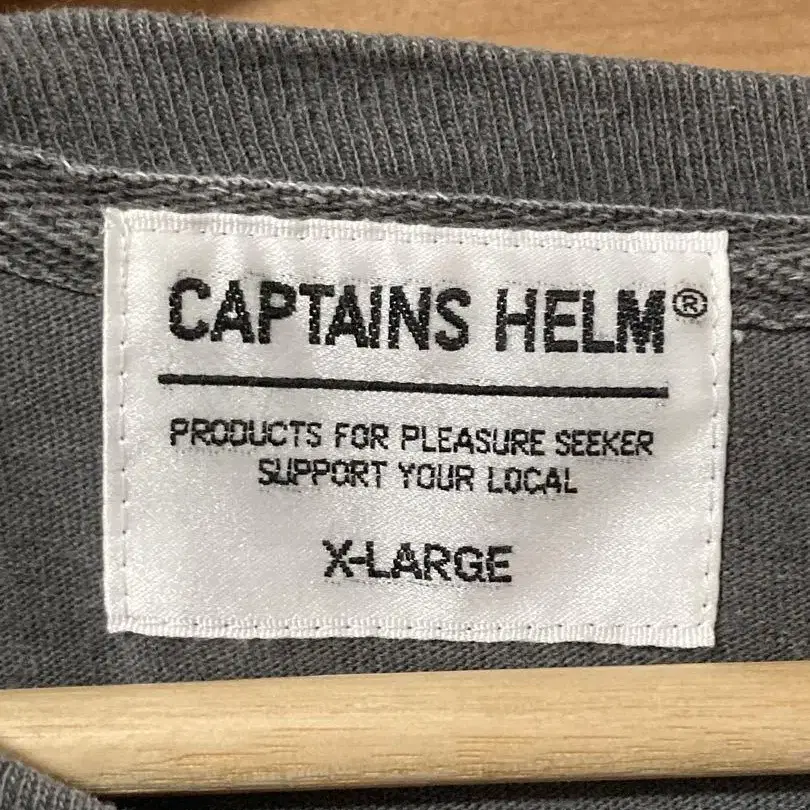 CAPTAINS HELM®
PRODUCTS FOR PLEASURE SEEKER
SUPPORT YOUR LOCAL
X-LARGE